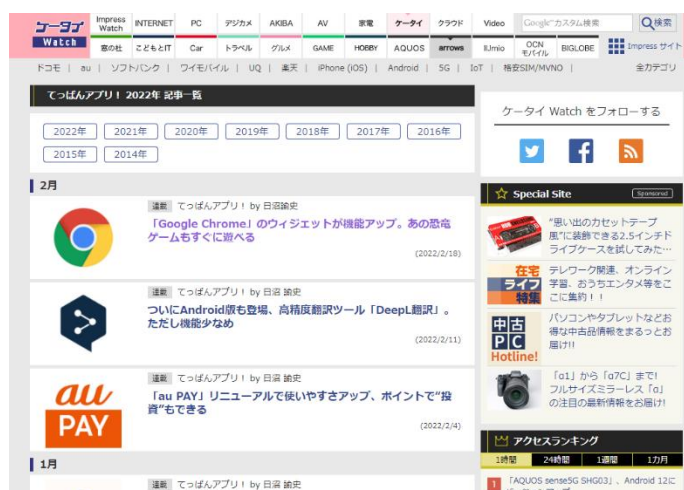 ケータイ
Watch
Impress
Watch
INTERNET
PC
デジカメ
AKIBA
AV
家電
ケータイ
クラウド
Video
Google カスタム検索
検索
窓の杜
こどもとIT
Car
トラベル
グルメ
GAME
HOBBY
AQUOS
arrows
IIJmio
OCN
モバイル
BIGLOBE
Impress サイト
ドコモ | au | ソフトバンク | ワイモバイル | UQ | 楽天 | iPhone (iOS) | Android | 5G | IoT | 格安SIM/MVNO |
全カテゴリ
てっぱんアプリ! 2022年 記事一覧
2022年 2021年 2020年 2019年 2018年 2017年 2016年
2015年 2014年
2月
連載 てっぱんアプリ! by 日沼諭史
「Google Chrome」のウィジェットが機能アップ。あの恐竜
ゲームもすぐに遊べる
(2022/2/18)
連載 てっぱんアプリ! by 日沼 諭史
ついにAndroid版も登場、高精度翻訳ツール「DeepL翻訳」。
ただし機能少なめ
(2022/2/11)
au
PAY
連載 てっぱんアプリ! by 日沼 諭史
「au PAY」リニューアルで使いやすさアップ、ポイントで“投
資”もできる
(2022/2/4)
1月
連載 てっぱんアプリ! by 日沼 諭史
ケータイ Watch をフォローする
Special Site
Sponsored
“思い出のカセットテープ
風”に装飾できる2.5インチド
ライブケースを試してみた…
在宅
ライフ
特集
テレワーク関連、オンライン
学習、おうちエンタメ等をこ
こに集約!!
中古
PC
Hotline!
パソコンやタブレットなどお
得な中古品情報をまるっとお
届け!!
「α1」から「α7C」まで!
フルサイズミラーレス「α」
の注目の最新情報をお届け!
アクセスランキング
1時間 24時間 1週間 1カ月
1
「AQUOS sense5G SHG03」、Android 12に